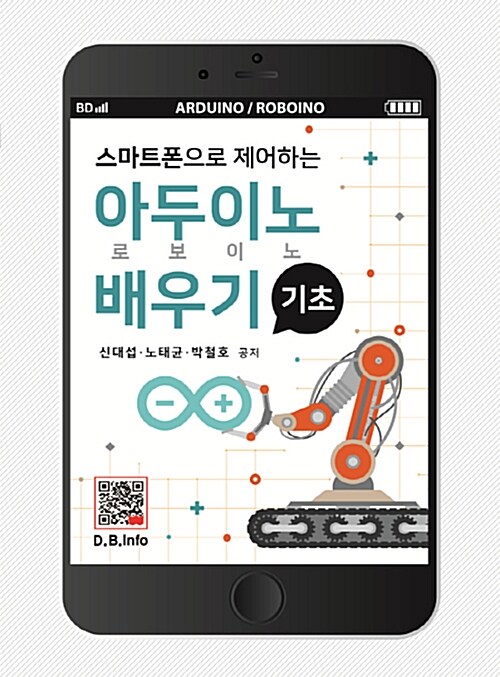 BD
ARDUINO / ROBOINO
스마트폰으로 제어하는
아두이노
로보이노
배우기 기초
신대섭·노태균·박철호 공저
D.B.Info